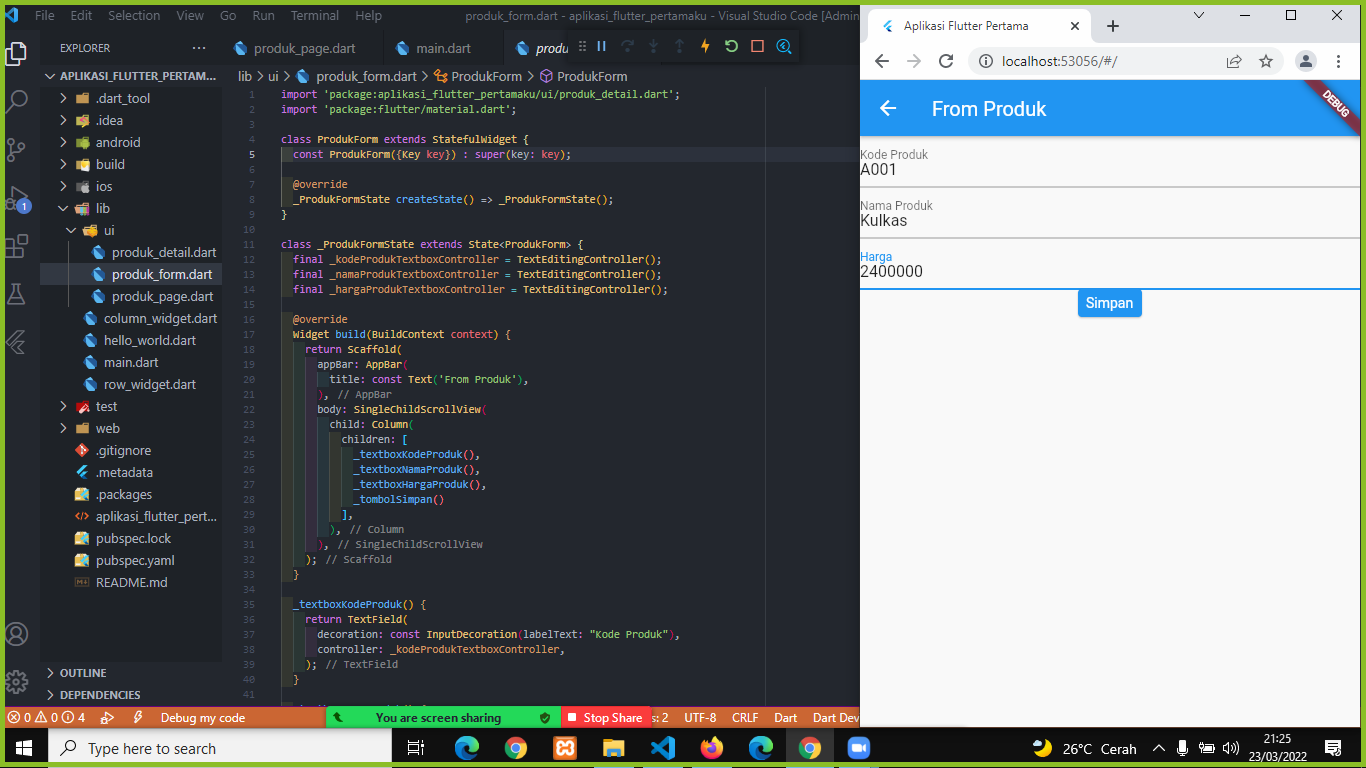 File Edit Selection View Go Run Terminal Help
produk_form.dart - aplikasi_flutter_pertamaku - Visual Studio Code [Admin
EXPLORER
APLIKASI_FLUTTER_PERTAM...
.dart_tool
.idea
android
build
ios
lib
ui
produk_detail.dart
produk_form.dart
produk_page.dart
column_widget.dart
hello_world.dart
main.dart
row_widget.dart
test
web
.gitignore
.metadata
.packages
aplikasi_flutter_pert...
pubspec.lock
pubspec.yaml
README.md
OUTLINE
DEPENDENCIES
1
produk_page.dart main.dart produ
lib > ui > produk_form.dart > ProdukForm > ProdukForm
1 import 'package:aplikasi_flutter_pertamaku/ui/produk_detail.dart';
2 import 'package:flutter/material.dart';
3
4 class ProdukForm extends StatefulWidget {
5 const ProdukForm({Key key}) : super(key: key);
6
7 @override
8 _ProdukFormState createState() => _ProdukFormState();
9 }
10
11 class _ProdukFormState extends State<ProdukForm> {
12 final _kodeProdukTextboxController = TextEditingController();
13 final _namaProdukTextboxController = TextEditingController();
14 final _hargaProdukTextboxController = TextEditingController();
15
16 @override
17 Widget build(BuildContext context) {
18 return Scaffold(
19 appBar: AppBar(
20 title: const Text('From Produk'),
21 ), // AppBar
22 body: SingleChildScrollView(
23 child: Column(
24 children: [
25 _textboxKodeProduk(),
26 _textboxNamaProduk(),
27 _textboxHargaProduk(),
28 _tombolSimpan()
29 ],
30 ), // Column
31 ), // SingleChildScrollView
32 ); // Scaffold
33 }
34
35 _textboxKodeProduk() {
36 return TextField(
37 decoration: const InputDecoration(labelText: "Kode Produk"),
38 controller: _kodeProdukTextboxController,
39 ); // TextField
40 }
41
0 0 4 Debug my code
You are screen sharing Stop Share
s: 2 UTF-8 CRLF Dart Dart Dev
Aplikasi Flutter Pertama
localhost:53056/#/
From Produk
DEBUG
Kode Produk
A001
Nama Produk
Kulkas
Harga
2400000
Simpan
Type here to search
26°C Cerah
21:25
23/03/2022